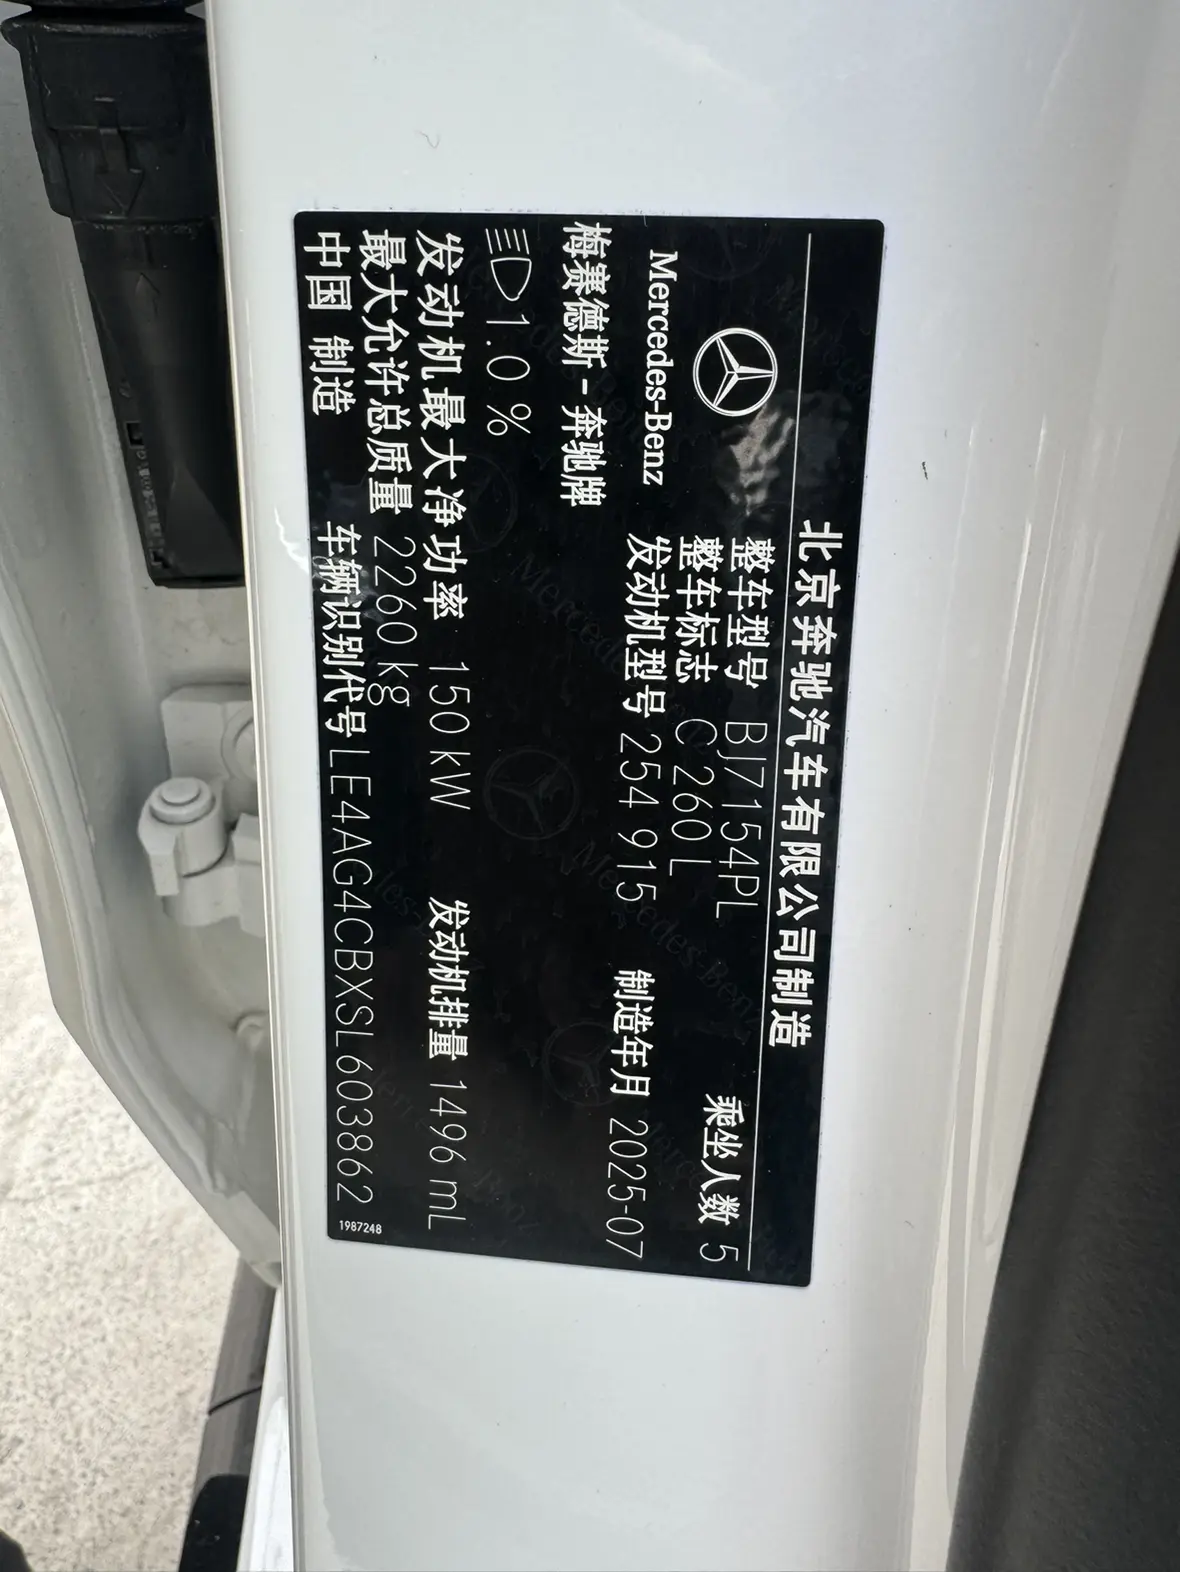 北京奔驰汽车有限公司制造
Mercedes-Benz
整车型号 BJ7154PL
乘坐人数 5
整车标志 C 260 L
发动机型号 254 915
制造年月 2025-07
梅赛德斯-奔驰牌
1.0 %
发动机最大净功率 150 kW
发动机排量 1496 mL
最大允许总质量 2260 kg
中国 制造
车辆识别代号 LE4AG4CBXSL603862
1987248